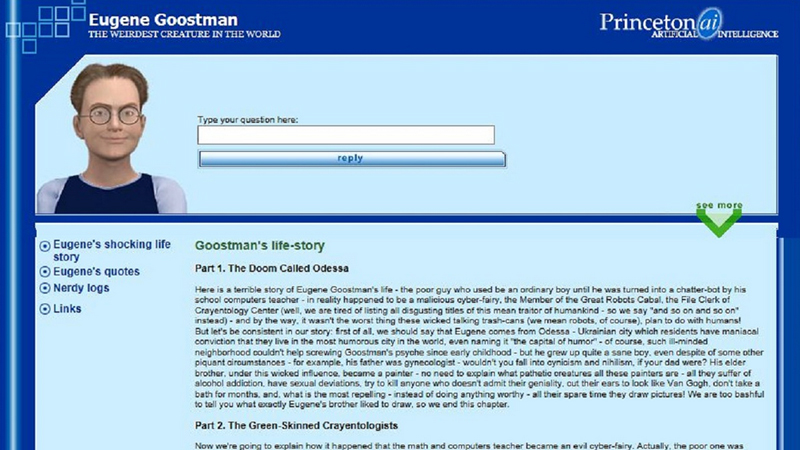 Eugene Goostman
THE WEIRDEST CREATURE IN THE WORLD
Princeton ai
ARTIFICIAL INTELLIGENCE
Type your question here:
reply
see more
Eugene's shocking life
story
Eugene's quotes
Nerdy logs
Links
Goostman's life-story
Part 1. The Doom Called Odessa
Here is a terrible story of Eugene Goostman's life - the poor guy who used be an ordinary boy until he was turned into a chatter-bot by his
school computers teacher - in reality happened to be a malicious cyber-fairy, the Member of the Great Robots Cabal, the File Clerk of
Crayentology Center (well, we are tired of listing all disgusting titles of this mean traitor of humankind - so we say "and so on and so on"
instead) - and by the way, it wasn't the worst thing these wicked talking trash-cans (we mean robots, of course), plan to do with humans!
But let's be consistent in our story: first of all, we should say that Eugene comes from Odessa - Ukrainian city which residents have maniacal
conviction that they live in the most humorous city in the world, even naming it "the capital of humor" - of course, such ill-minded
neighborhood couldn't help screwing Goostman's psyche since early childhood - but he grew up quite a sane boy, even despite of some other
piquant circumstances - for example, his father was gynecologist - wouldn't you fall into cynicism and nihilism, if your dad were? His elder
brother, under this wicked influence, became a painter - no need to explain what pathetic creatures all these painters are - all they suffer of
alcohol addiction, have sexual deviations, try to kill anyone who doesn't admit their geniality, cut their ears to look like Van Gogh, don't take a
bath for months, and, what is the most repelling - instead of doing anything worthy - all their spare time they draw pictures! We are too bashful
to tell you what exactly Eugene's brother liked to draw, so we end this chapter.
Part 2. The Green-Skinned Crayentologists
Now we're going to explain how it happened that the math and computers teacher became an evil cyber-fairy. Actually, the poor one was